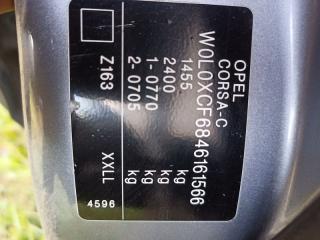 OPEL
CORSA-C
W0L0XCF6846161566
1455 kg
2400 kg
1- 0770 kg
2- 0705 kg
Z163 XXLL
4596